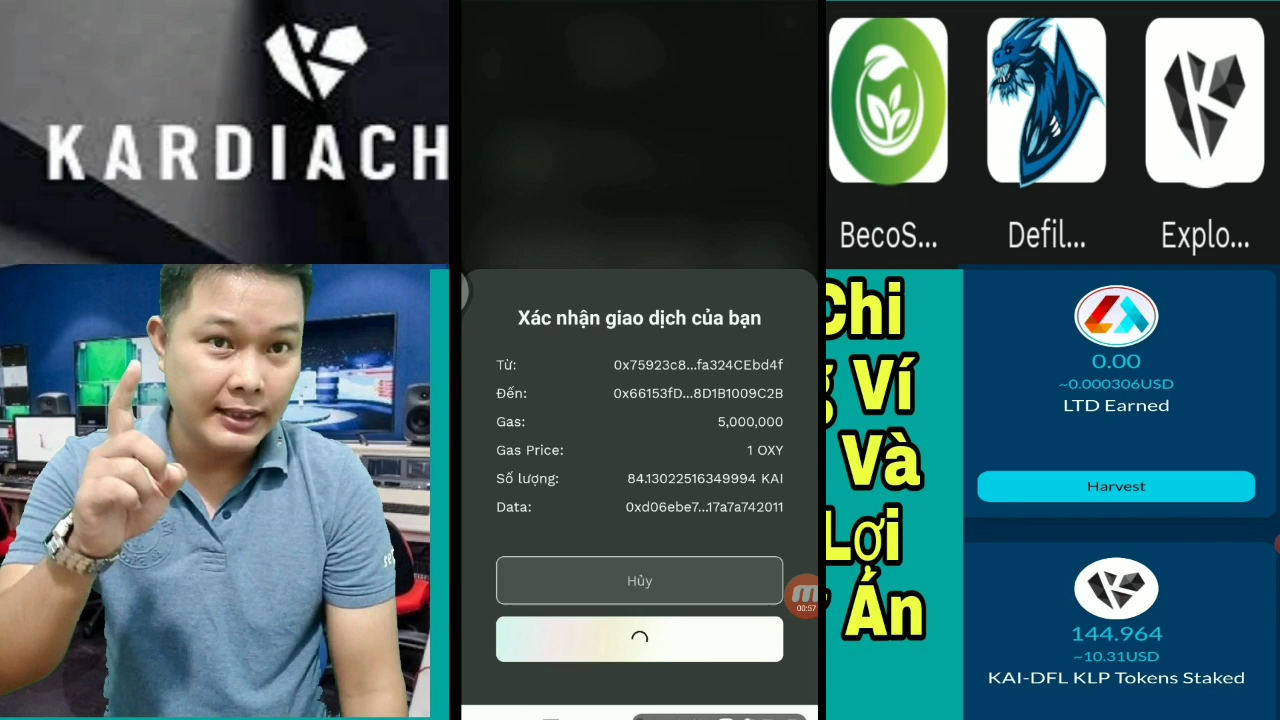 KARDIACH
Xác nhận giao dịch của bạn
Từ: 0x75923c8...fa324CEbd4f
Đến: 0x66153fD...8D1B1009C2B
Gas: 5,000,000
Gas Price: 1 OXY
Số lượng: 84.13022516349994 KAI
Data: 0xd06ebe7...17a7a742011
Hủy
00:57
BecoS... Defil... Explo...
Chi
Ví
Và
Lợi
Án
0.00
~0.000306USD
LTD Earned
Harvest
144.964
~10.31USD
KAI-DFL KLP Tokens Staked